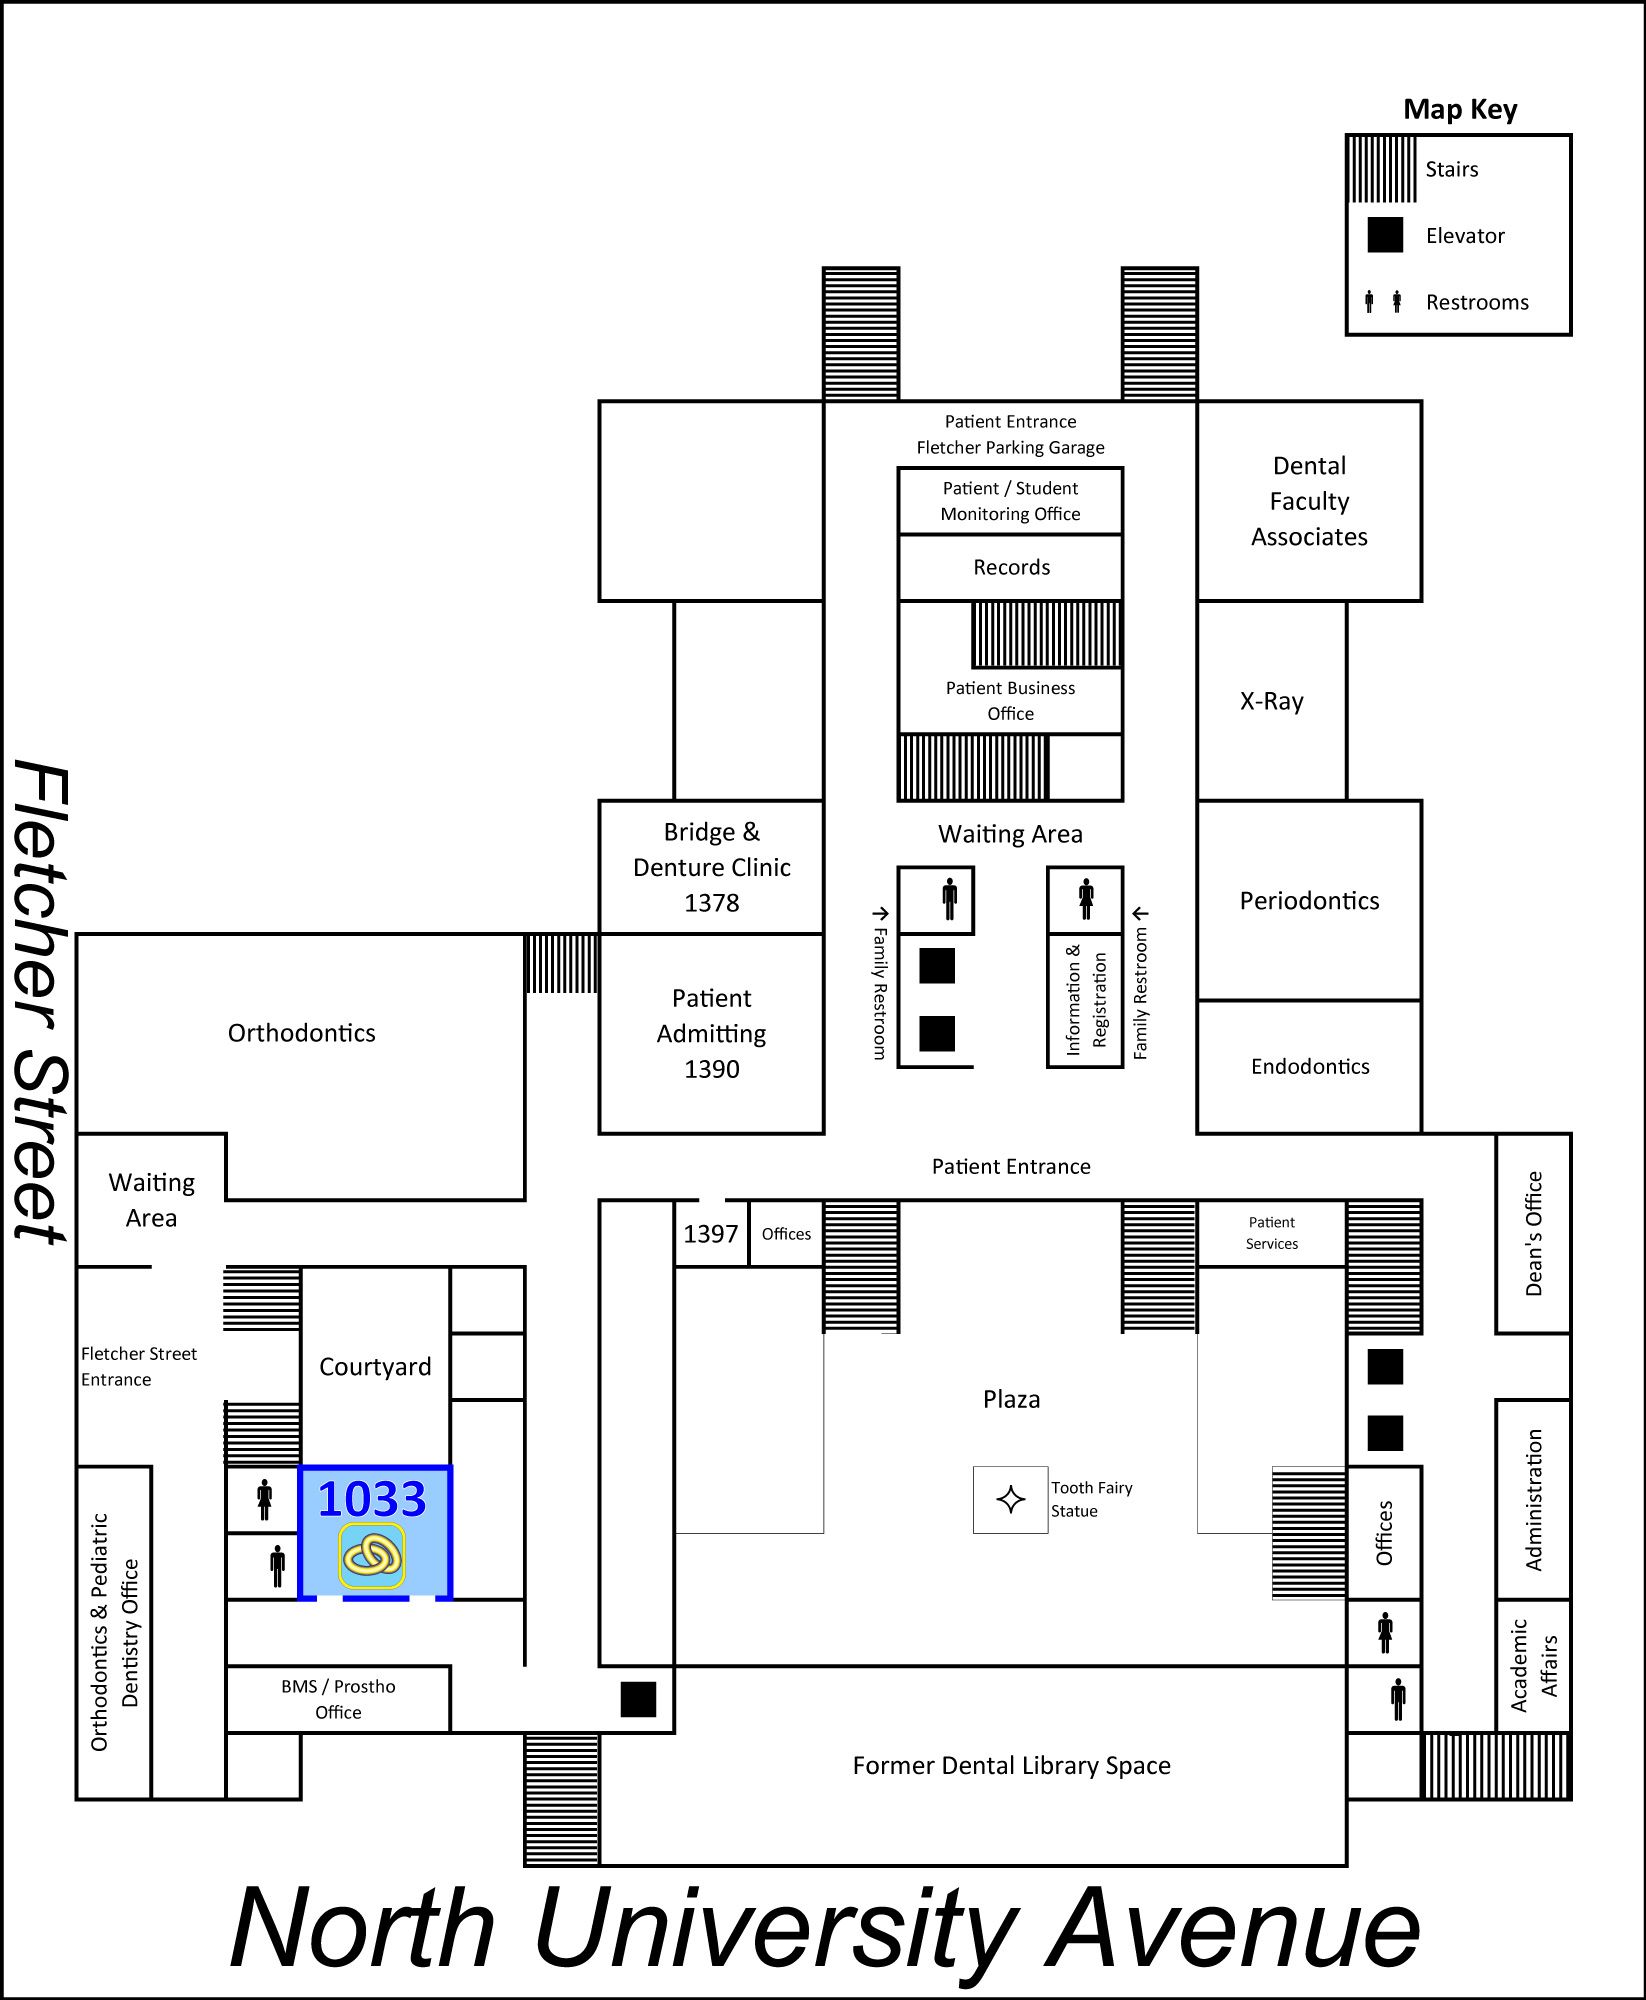 Map Key
Stairs
Elevator
Restrooms
Patient Entrance
Fletcher Parking Garage
Patient / Student
Monitoring Office
Records
Patient Business
Office
Dental
Faculty
Associates
X-Ray
Waiting Area
Bridge &
Denture Clinic
1378
Periodontics
→ Family Restroom
Information &
Registration
Family Restroom →
Orthodontics
Patient
Admitting
1390
Endodontics
Fletcher Street
Waiting
Area
Patient Entrance
Dean's Office
1397
Offices
Patient
Services
Fletcher Street
Entrance
Courtyard
Plaza
Tooth Fairy
Statue
1033
Offices
Administration
Orthodontics & Pediatric
Dentistry Office
Academic
Affairs
BMS / Prostho
Office
Former Dental Library Space
North University Avenue